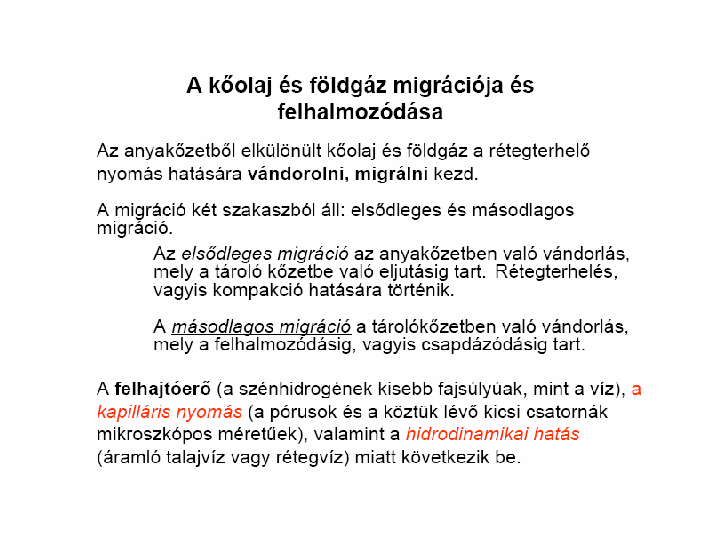 A kőolaj és földgáz migrációja és
felhalmozódása
Az anyakőzetből elkülönült kőolaj és földgáz a rétegterhelő
nyomás hatására vándorolni, migrálni kezd.
A migráció két szakaszból áll: elsődleges és másodlagos
migráció.
Az elsődleges migráció az anyakőzetben való vándorlás,
mely a tároló kőzetbe való eljutásig tart. Rétegterhelés,
vagyis kompakció hatására történik.
A másodlagos migráció a tárolókőzetben való vándorlás,
mely a felhalmozódásig, vagyis csapdázódásig tart.
A felhajtóerő (a szénhidrogének kisebb fajsúlyúak, mint a víz), a
kapilláris nyomás (a pórusok és a köztük lévő kicsi csatornák
mikroszkópos méretűek), valamint a hidrodinamikai hatás
(áramló talajvíz vagy rétegvíz) miatt következik be.